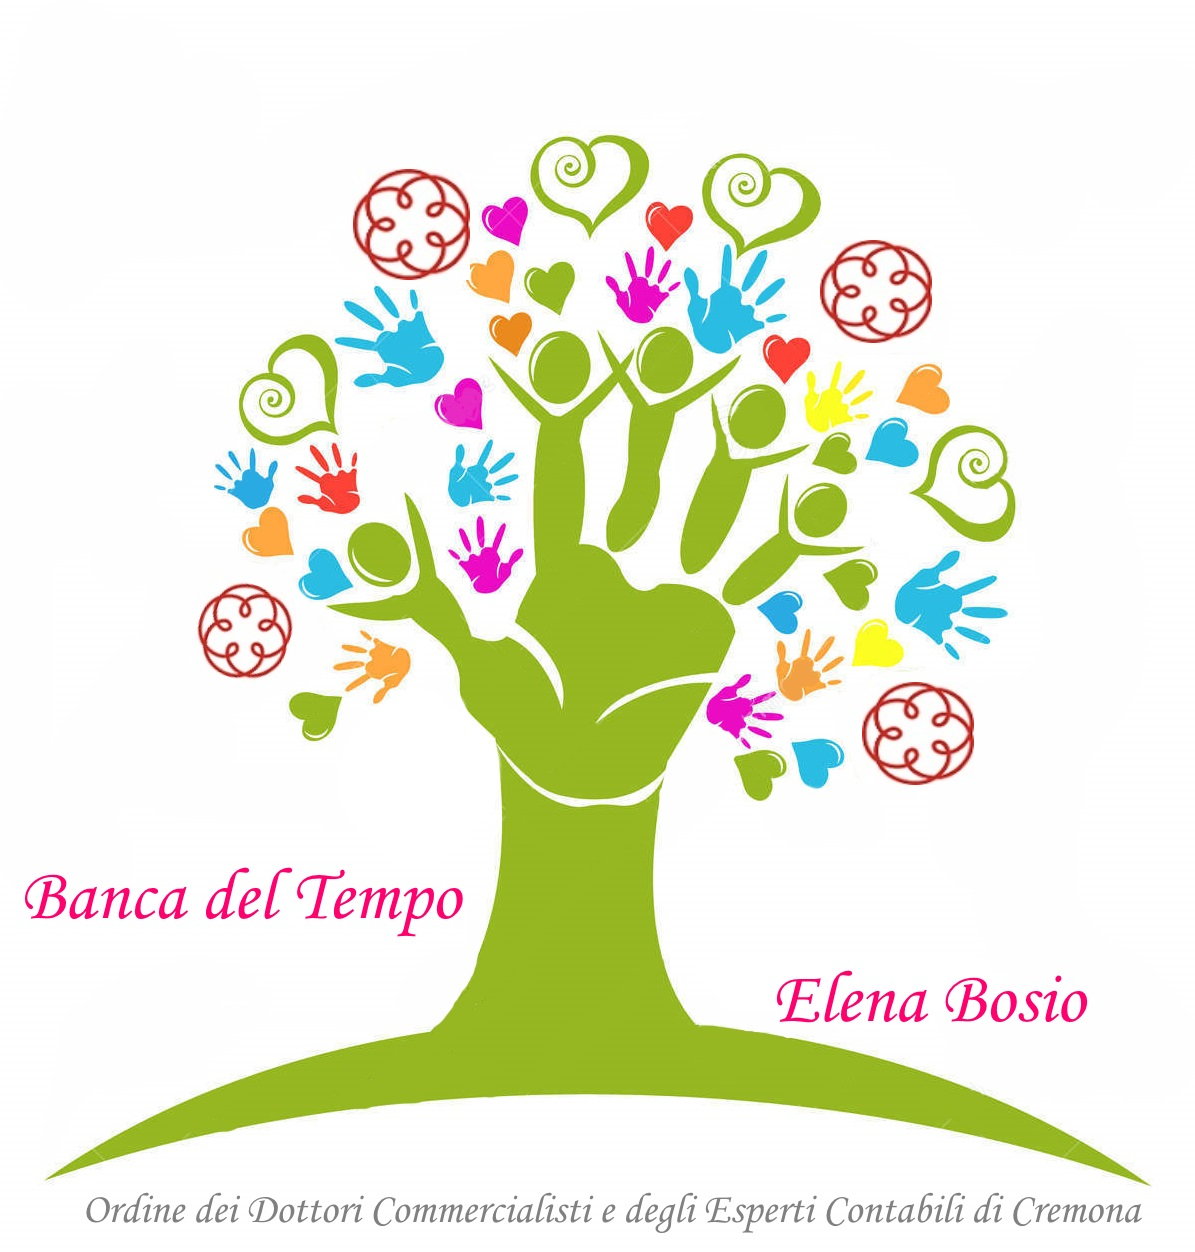 Banca del Tempo
Elena Bosio
Ordine dei Dottori Commercialisti e degli Esperti Contabili di Cremona